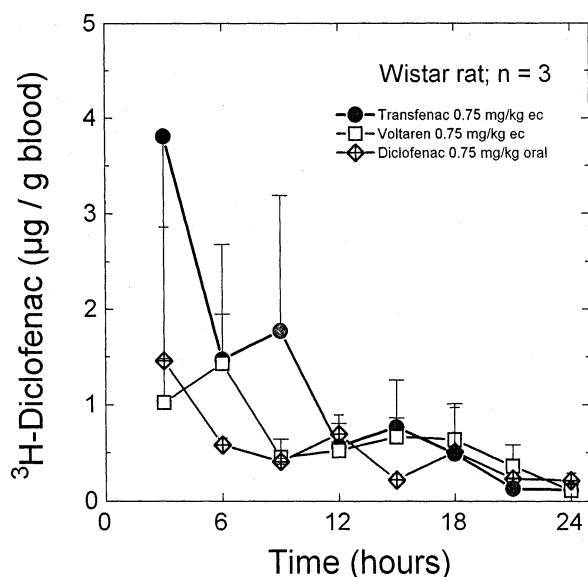 5
Wistar rat; n = 3
4
Transfenac 0.75 mg/kg ec
Voltaren 0.75 mg/kg ec
Diclofenac 0.75 mg/kg oral
3
2
1
0
³H-Diclofenac (µg / g blood)
0 6 12 18 24
Time (hours)